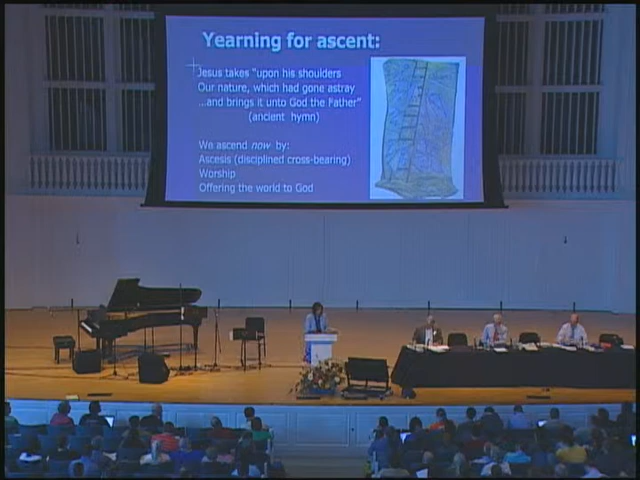 Yearning for ascent:
Jesus takes "upon his shoulders
Our nature, which had gone astray
...and brings it unto God the Father"
(ancient hymn)
We ascend now by:
Ascesis (disciplined cross-bearing)
Worship
Offering the world to God